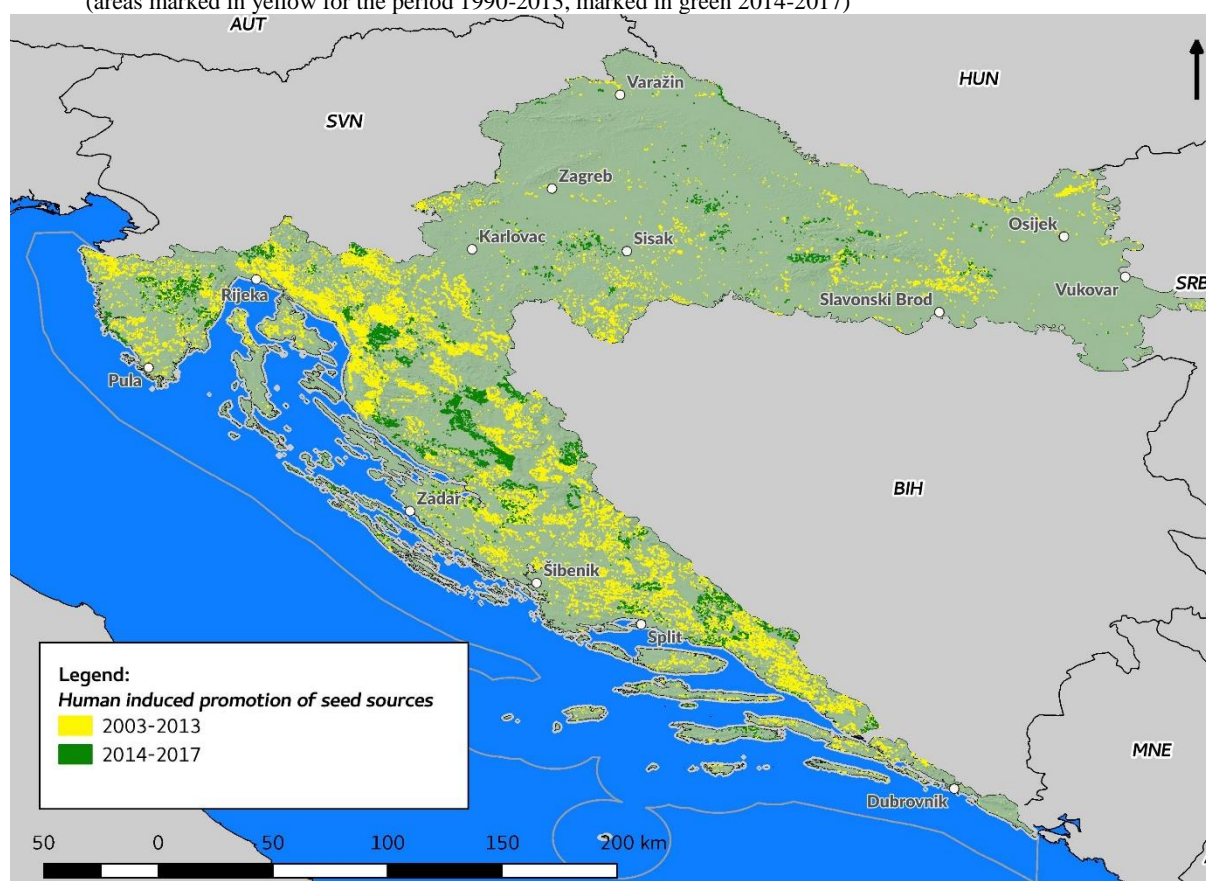 (areas marked in yellow for the period 1990-2013, marked in green 2014-2017)
AUT
HUN
Varažin
SVN
Zagreb
Osijek
Karlovac
Sisak
Rijeka
Vukovar
SRB
Slavonski Brod
Pula
BIH
Zadar
Šibenik
Split
Legend:
Human induced promotion of seed sources
2003-2013
2014-2017
MNE
Dubrovnik
50 0 50 100 150 200 km